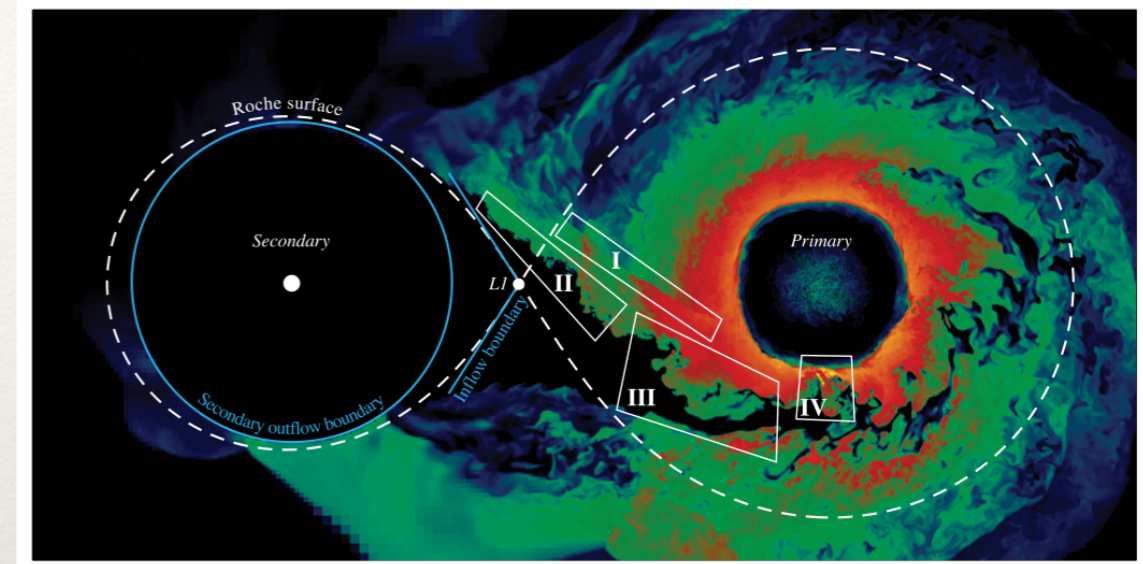 Roche surface
Secondary
Primary
I
L1
II
Inflow boundary
III
IV
Secondary outflow boundary